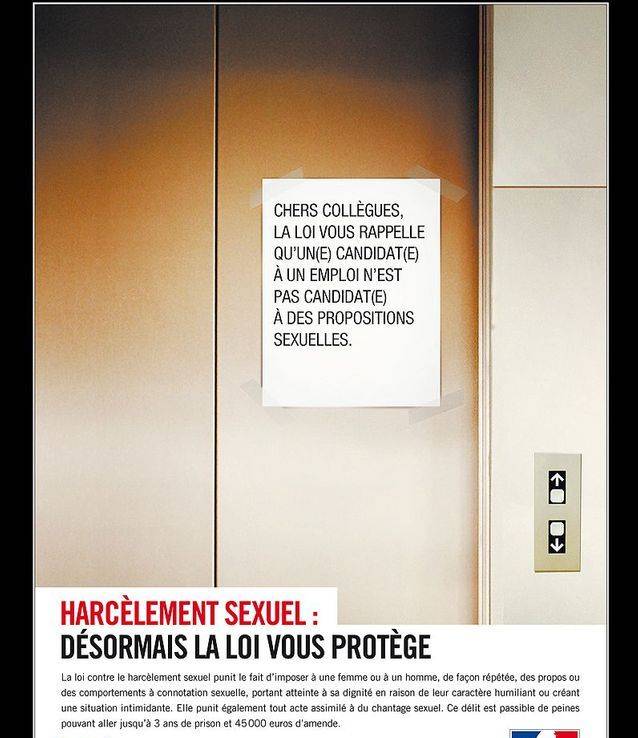 CHERS COLLÈGUES,
LA LOI VOUS RAPPELLE
QU'UN(E) CANDIDAT(E)
À UN EMPLOI N'EST
PAS CANDIDAT(E)
À DES PROPOSITIONS
SEXUELLES.
HARCÈLEMENT SEXUEL :
DÉSORMAIS LA LOI VOUS PROTÈGE
La loi contre le harcèlement sexuel punit le fait d'imposer à une femme ou à un homme, de façon répétée, des propos ou
des comportements à connotation sexuelle, portant atteinte à sa dignité en raison de leur caractère humiliant ou créant
une situation intimidante. Elle punit également tout acte assimilé à du chantage sexuel. Ce délit est passible de peines
pouvant aller jusqu'à 3 ans de prison et 45 000 euros d'amende.